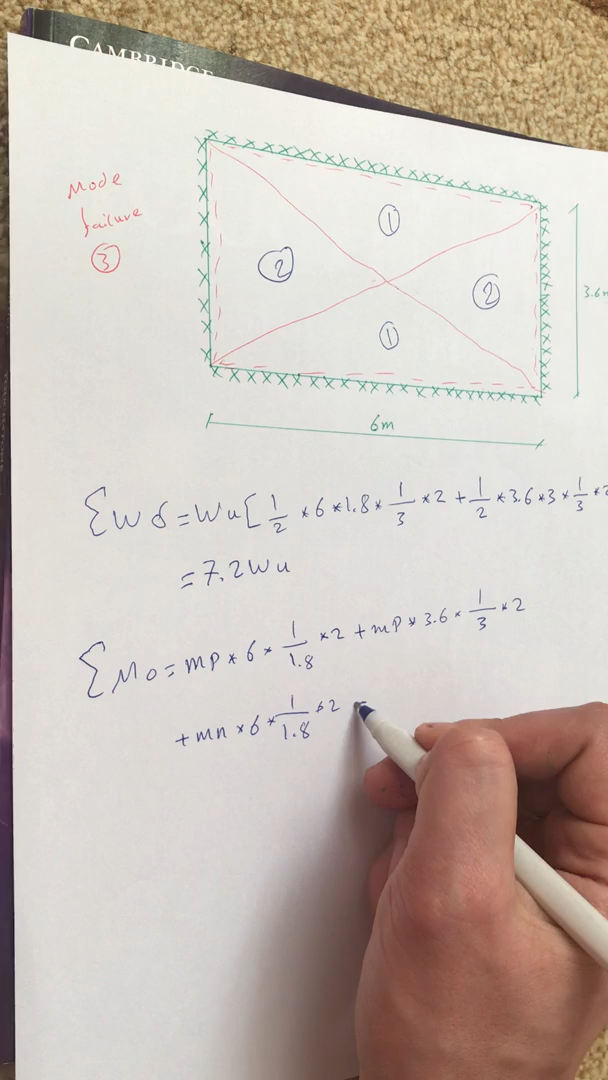 CAMBRIDGE
Mode
failure
3
1
2
2
1
3.6m
6m
ΣWδ = Wu[ 1/2 * 6 * 1.8 * 1/3 * 2 + 1/2 * 3.6 * 3 * 1/3 * 2
= 7.2 Wu
ΣMθ = mp * 6 * 1/1.8 * 2 + mp * 3.6 * 1/3 * 2
+ mn * 6 * 1/1.8 * 2